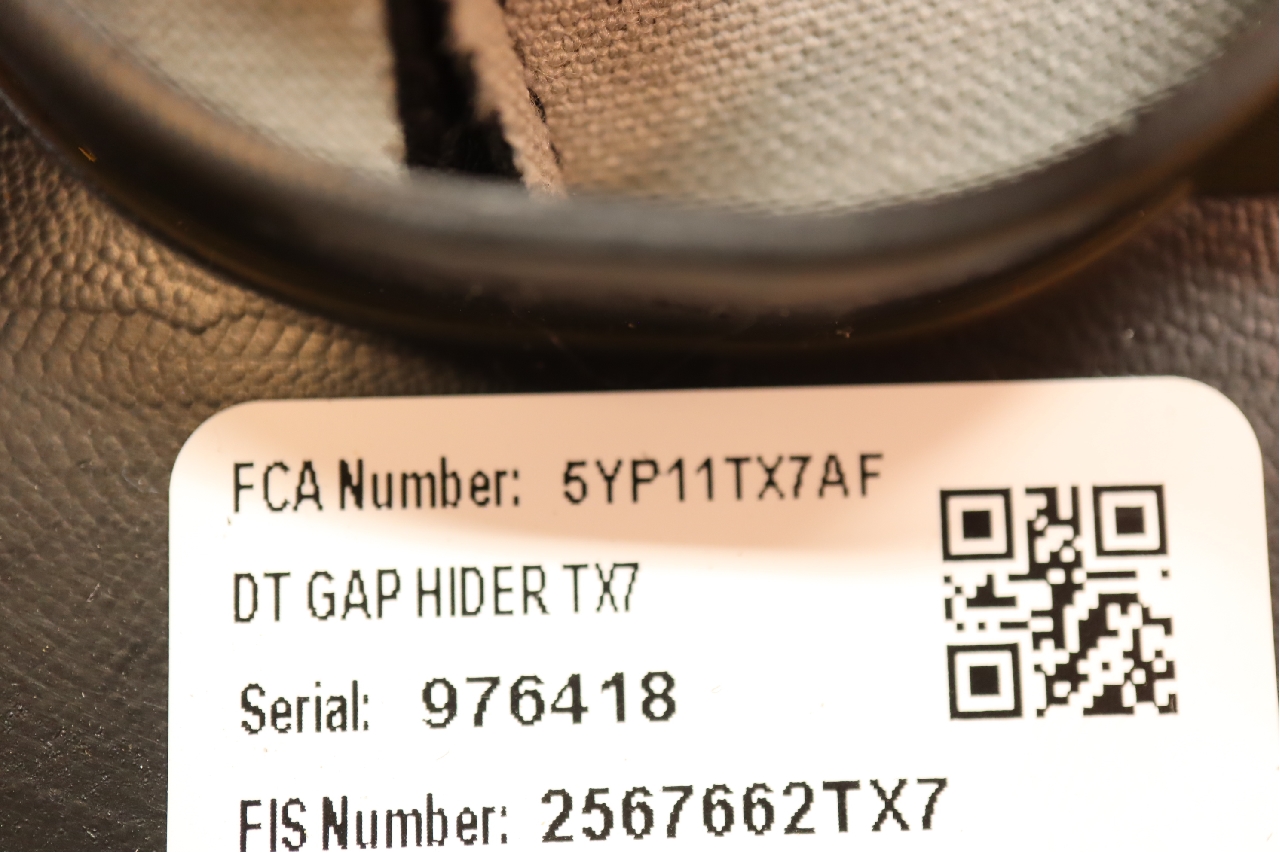 FCA Number: 5YP11TX7AF
DT GAP HIDER TX7
Serial: 976418
FIS Number: 2567662TX7